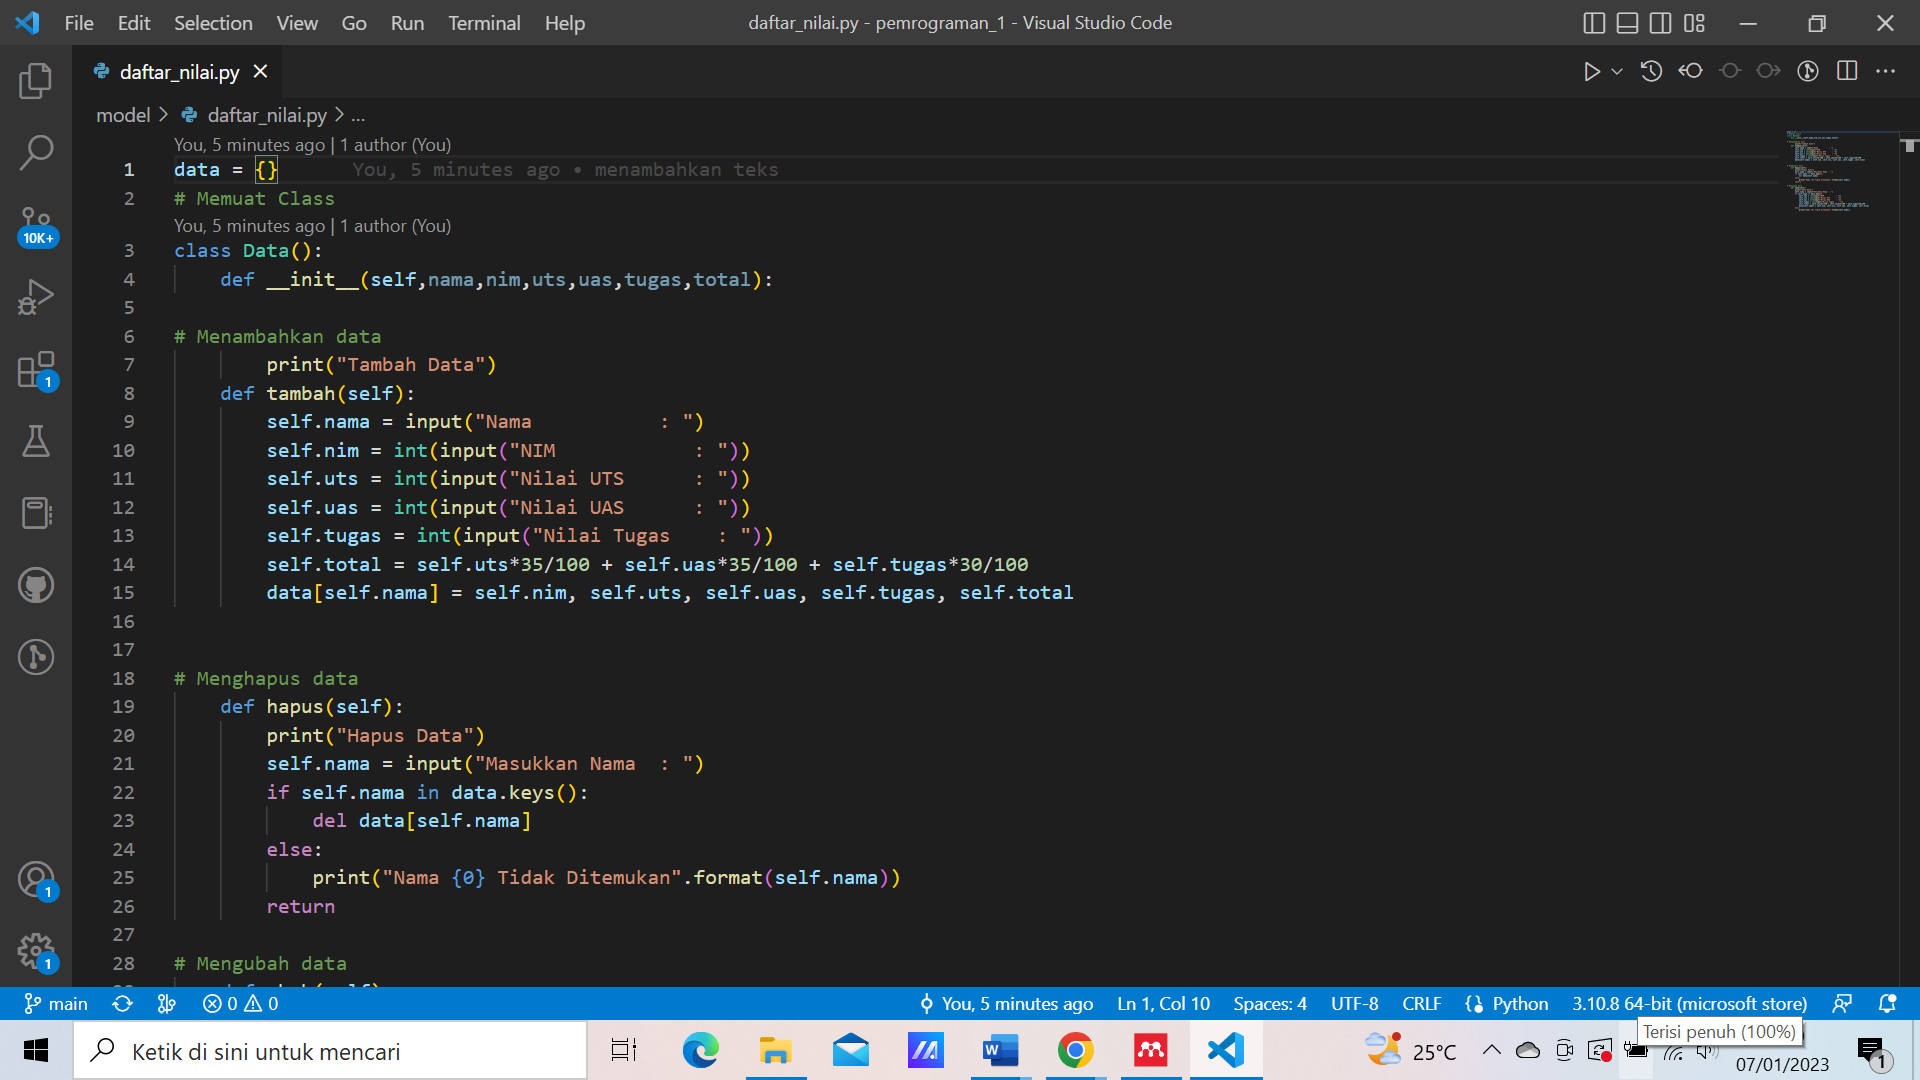 File Edit Selection View Go Run Terminal Help
daftar_nilai.py - pemrograman_1 - Visual Studio Code
daftar_nilai.py
model > daftar_nilai.py > ...
You, 5 minutes ago | 1 author (You)
1 data = {} You, 5 minutes ago • menambahkan teks
2 # Memuat Class
You, 5 minutes ago | 1 author (You)
3 class Data():
4 def __init__(self,nama,nim,uts,uas,tugas,total):
5
6 # Menambahkan data
7 print("Tambah Data")
8 def tambah(self):
9 self.nama = input("Nama : ")
10 self.nim = int(input("NIM : "))
11 self.uts = int(input("Nilai UTS : "))
12 self.uas = int(input("Nilai UAS : "))
13 self.tugas = int(input("Nilai Tugas : "))
14 self.total = self.uts*35/100 + self.uas*35/100 + self.tugas*30/100
15 data[self.nama] = self.nim, self.uts, self.uas, self.tugas, self.total
16
17
18 # Menghapus data
19 def hapus(self):
20 print("Hapus Data")
21 self.nama = input("Masukkan Nama : ")
22 if self.nama in data.keys():
23 del data[self.nama]
24 else:
25 print("Nama {0} Tidak Ditemukan".format(self.nama))
26 return
27
28 # Mengubah data
10K+
1
1
1
main 0 0 You, 5 minutes ago Ln 1, Col 10 Spaces: 4 UTF-8 CRLF Python 3.10.8 64-bit (microsoft store)
Terisi penuh (100%)
Ketik di sini untuk mencari
25°C
07/01/2023
1